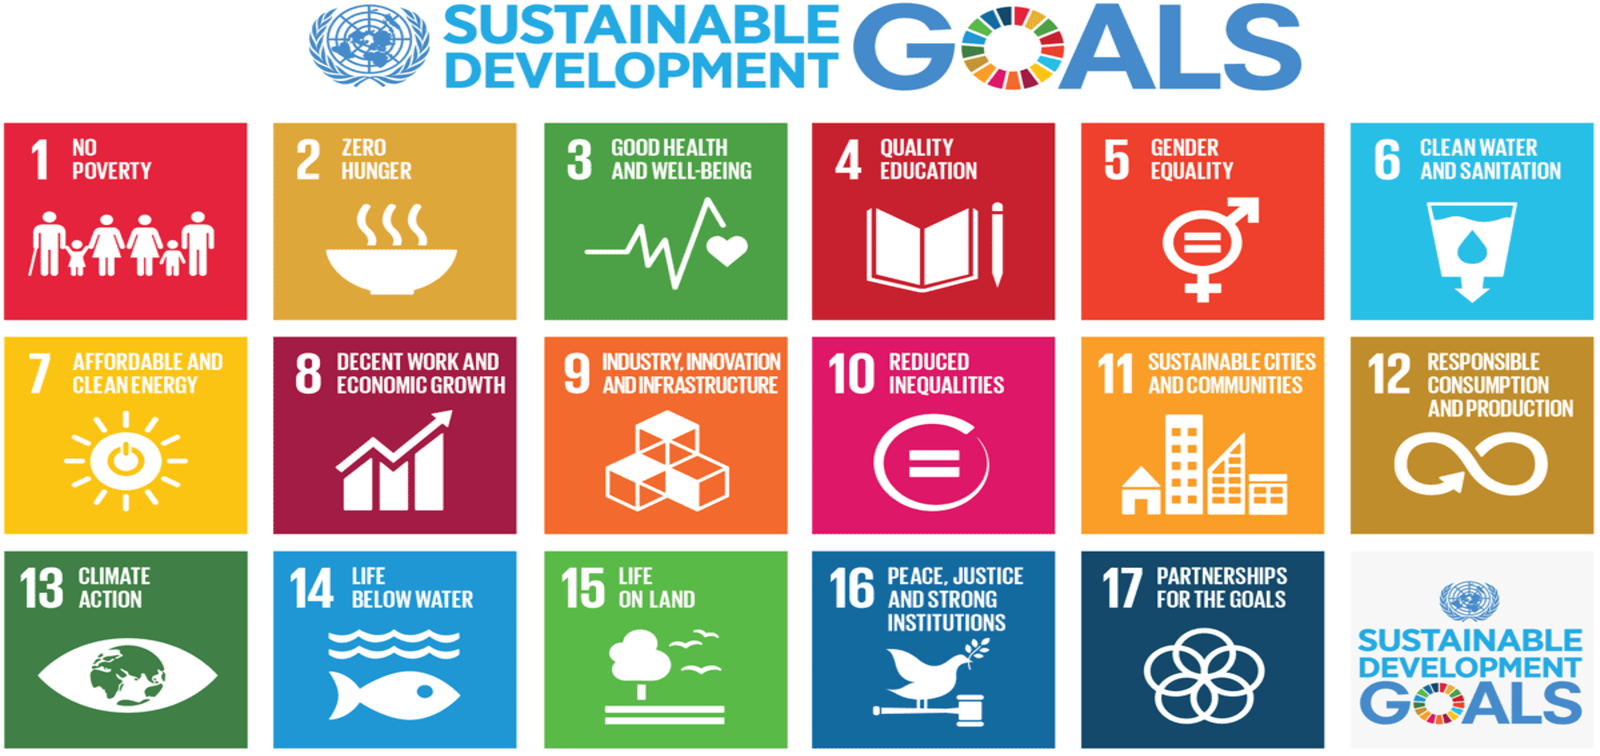 SUSTAINABLE
DEVELOPMENT
GOALS
1 NO
POVERTY
2 ZERO
HUNGER
3 GOOD HEALTH
AND WELL-BEING
4 QUALITY
EDUCATION
5 GENDER
EQUALITY
6 CLEAN WATER
AND SANITATION
7 AFFORDABLE AND
CLEAN ENERGY
8 DECENT WORK AND
ECONOMIC GROWTH
9 INDUSTRY, INNOVATION
AND INFRASTRUCTURE
10 REDUCED
INEQUALITIES
11 SUSTAINABLE CITIES
AND COMMUNITIES
12 RESPONSIBLE
CONSUMPTION
AND PRODUCTION
13 CLIMATE
ACTION
14 LIFE
BELOW WATER
15 LIFE
ON LAND
16 PEACE, JUSTICE
AND STRONG
INSTITUTIONS
17 PARTNERSHIPS
FOR THE GOALS
SUSTAINABLE
DEVELOPMENT
GOALS